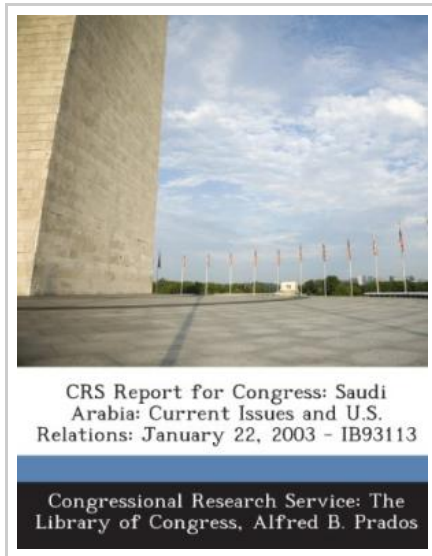 CRS Report for Congress: Saudi
Arabia: Current Issues and U.S.
Relations: January 22, 2003 - IB93113
Congressional Research Service: The
Library of Congress, Alfred B. Prados